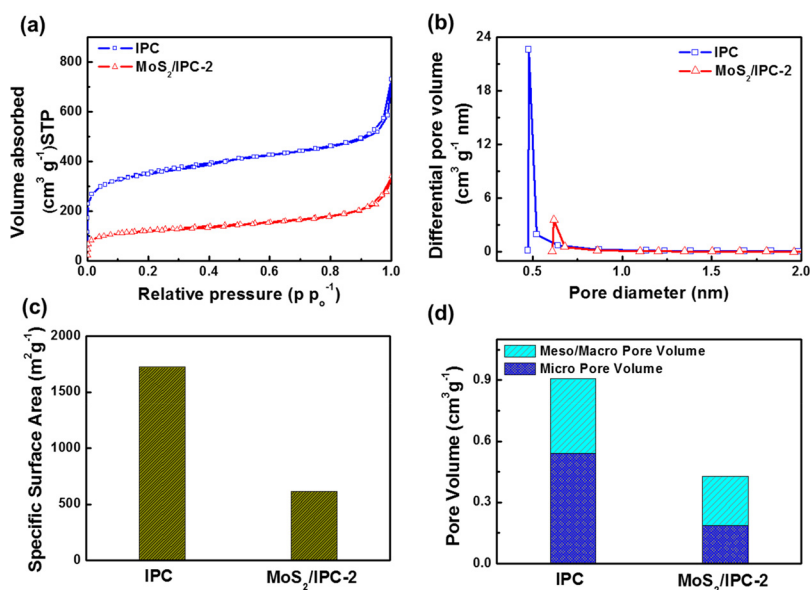 (a)
IPC
MoS₂/IPC-2
800
600
400
200
0
0.0 0.2 0.4 0.6 0.8 1.0
Volume absorbed
(cm³ g⁻¹)STP
Relative pressure (p pₒ⁻¹)
(b)
IPC
MoS₂/IPC-2
24
18
12
6
0
0.5 1.0 1.5 2.0
Differential pore volume
(cm³ g⁻¹ nm)
Pore diameter (nm)
(c)
2000
1500
1000
500
0
IPC MoS₂/IPC-2
Specific Surface Area (m²g⁻¹)
(d)
Meso/Macro Pore Volume
Micro Pore Volume
0.9
0.6
0.3
0.0
IPC MoS₂/IPC-2
Pore Volume (cm³g⁻¹)